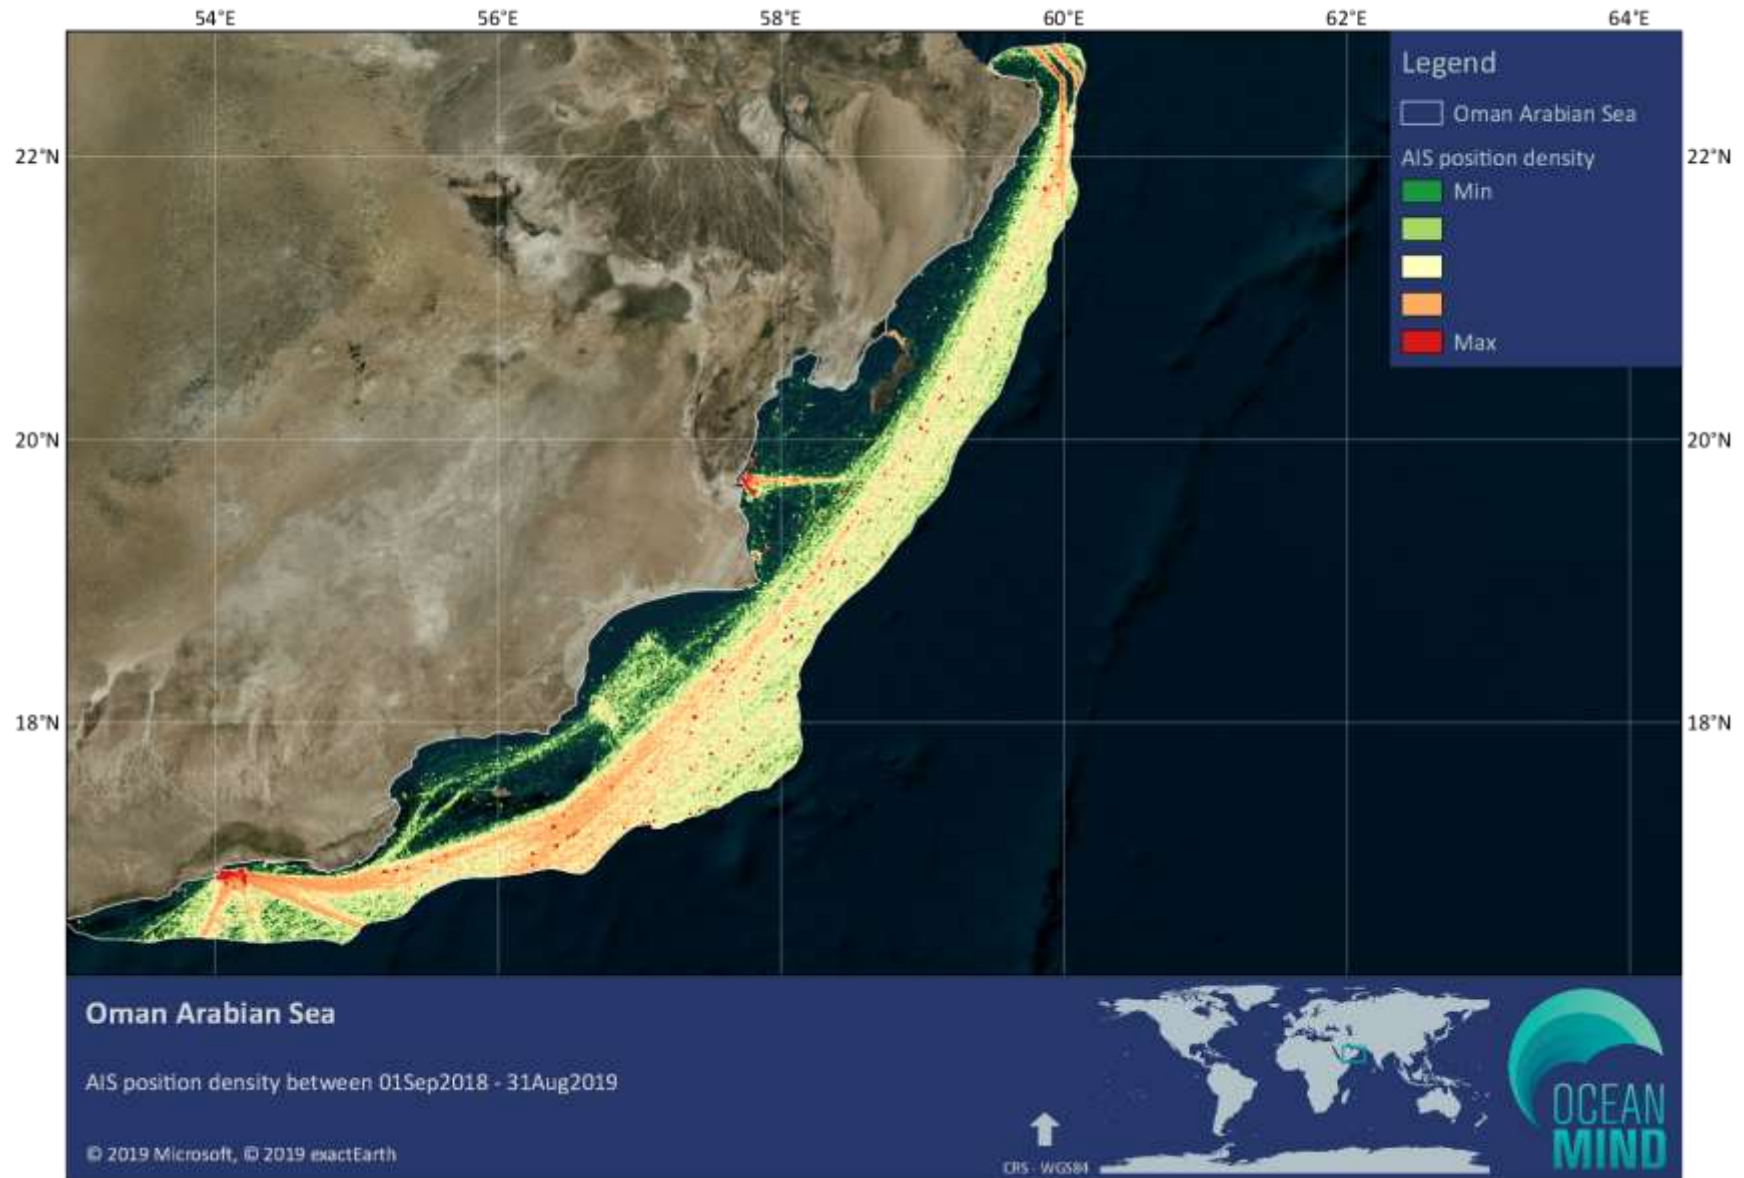 54°E 56°E 58°E 60°E 62°E 64°E
Legend
Oman Arabian Sea
AIS position density
Min
Max
22°N 22°N
20°N 20°N
18°N 18°N
Oman Arabian Sea
AIS position density between 01Sep2018 - 31Aug2019
© 2019 Microsoft, © 2019 exactEarth
CRS - WGS84
OCEAN
MIND